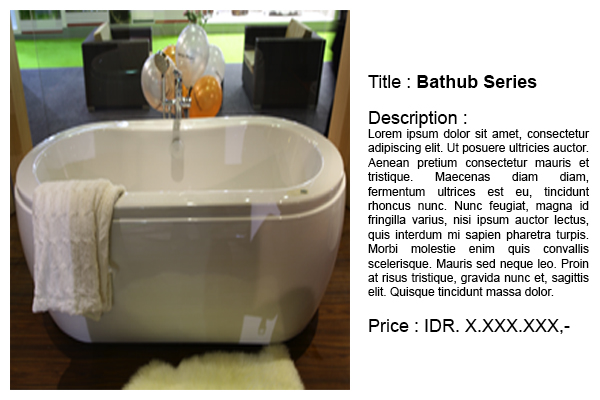 Title : Bathub Series
Description :
Lorem ipsum dolor sit amet, consectetur
adipiscing elit. Ut posuere ultricies auctor.
Aenean pretium consectetur mauris et
tristique. Maecenas diam diam,
fermentum ultrices est eu, tincidunt
rhoncus nunc. Nunc feugiat, magna id
fringilla varius, nisi ipsum auctor lectus,
quis interdum mi sapien pharetra turpis.
Morbi molestie enim quis convallis
scelerisque. Mauris sed neque leo. Proin
at risus tristique, gravida nunc et, sagittis
elit. Quisque tincidunt massa dolor.
Price : IDR. X.XXX.XXX,-